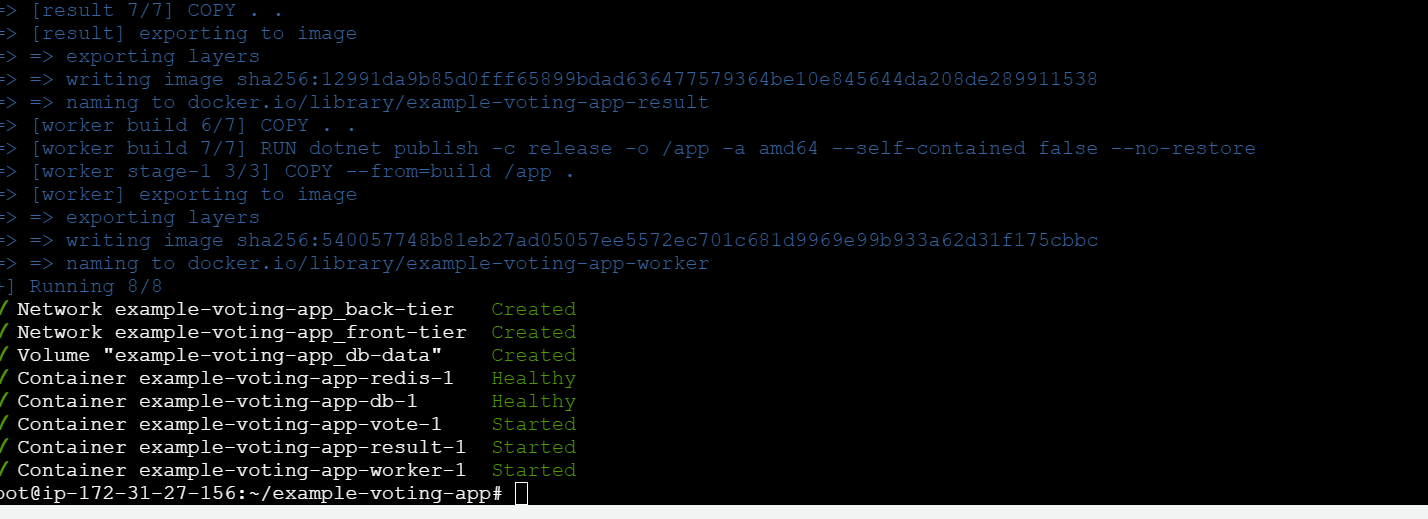 => [result 7/7] COPY . .
=> [result] exporting to image
=> => exporting layers
=> => writing image sha256:12991da9b85d0fff65899bdad636477579364be10e845644da208de289911538
=> => naming to docker.io/library/example-voting-app-result
=> [worker build 6/7] COPY . .
=> [worker build 7/7] RUN dotnet publish -c release -o /app -a amd64 --self-contained false --no-restore
=> [worker stage-1 3/3] COPY --from=build /app .
=> [worker] exporting to image
=> => exporting layers
=> => writing image sha256:540057748b81eb27ad05057ee5572ec701c681d9969e99b933a62d31f175cbbc
=> => naming to docker.io/library/example-voting-app-worker
+] Running 8/8
✓ Network example-voting-app_back-tier Created
✓ Network example-voting-app_front-tier Created
✓ Volume "example-voting-app_db-data" Created
✓ Container example-voting-app-redis-1 Healthy
✓ Container example-voting-app-db-1 Healthy
✓ Container example-voting-app-vote-1 Started
✓ Container example-voting-app-result-1 Started
✓ Container example-voting-app-worker-1 Started
oot@ip-172-31-27-156:~/example-voting-app#